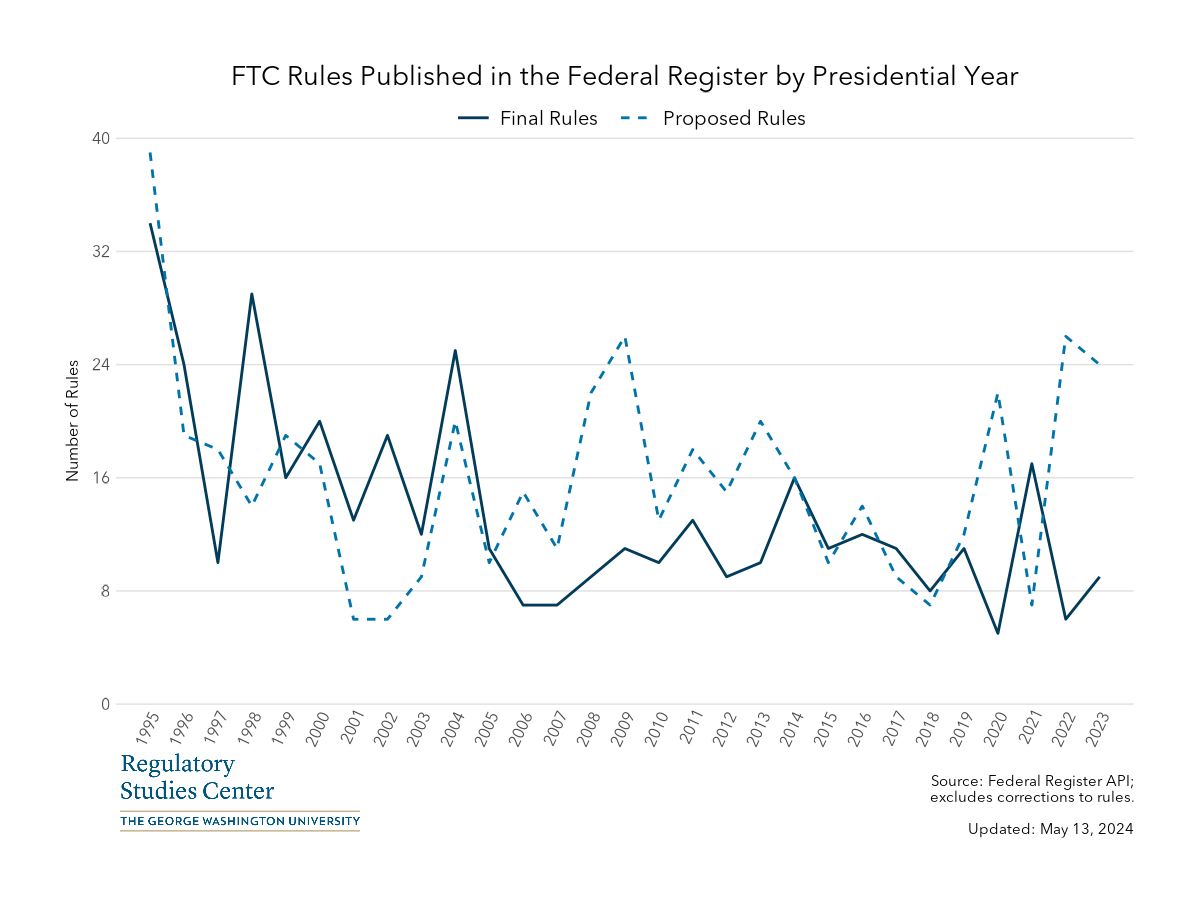 FTC Rules Published in the Federal Register by Presidential Year
Final Rules Proposed Rules
Number of Rules
40
32
24
16
8
0
1995 1996 1997 1998 1999 2000 2001 2002 2003 2004 2005 2006 2007 2008 2009 2010 2011 2012 2013 2014 2015 2016 2017 2018 2019 2020 2021 2022 2023
Regulatory
Studies Center
THE GEORGE WASHINGTON UNIVERSITY
Source: Federal Register API;
excludes corrections to rules.
Updated: May 13, 2024